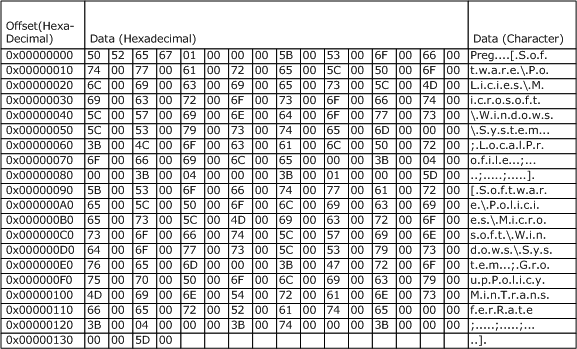 Offset(Hexa-
Decimal) Data (Hexadecimal) Data (Character)
0x00000000 50 52 65 67 01 00 00 00 5B 00 53 00 6F 00 66 00 Preg....[.S.o.f.
0x00000010 74 00 77 00 61 00 72 00 65 00 5C 00 50 00 6F 00 t.w.a.r.e.\.P.o.
0x00000020 6C 00 69 00 63 00 69 00 65 00 73 00 5C 00 4D 00 L.i.c.i.e.s.\.M.
0x00000030 69 00 63 00 72 00 6F 00 73 00 6F 00 66 00 74 00 i.c.r.o.s.o.f.t.
0x00000040 5C 00 57 00 69 00 6E 00 64 00 6F 00 77 00 73 00 \.W.i.n.d.o.w.s.
0x00000050 5C 00 53 00 79 00 73 00 74 00 65 00 6D 00 00 00 \.S.y.s.t.e.m...
0x00000060 3B 00 4C 00 6F 00 63 00 61 00 6C 00 50 00 72 00 ;.L.o.c.a.l.P.r.
0x00000070 6F 00 66 00 69 00 6C 00 65 00 00 00 3B 00 04 00 o.f.i.l.e...;...
0x00000080 00 00 3B 00 04 00 00 00 3B 00 01 00 00 00 5D 00 ..;.....;.....].
0x00000090 5B 00 53 00 6F 00 66 00 74 00 77 00 61 00 72 00 [.S.o.f.t.w.a.r.
0x000000A0 65 00 5C 00 50 00 6F 00 6C 00 69 00 63 00 69 00 e.\.P.o.l.i.c.i.
0x000000B0 65 00 73 00 5C 00 4D 00 69 00 63 00 72 00 6F 00 e.s.\.M.i.c.r.o.
0x000000C0 73 00 6F 00 66 00 74 00 5C 00 57 00 69 00 6E 00 s.o.f.t.\.W.i.n.
0x000000D0 64 00 6F 00 77 00 73 00 5C 00 53 00 79 00 73 00 d.o.w.s.\.S.y.s.
0x000000E0 76 00 65 00 6D 00 00 00 3B 00 47 00 72 00 6F 00 t.e.m...;.G.r.o.
0x000000F0 75 00 70 00 50 00 6F 00 6C 00 69 00 63 00 79 00 u.p.P.o.l.i.c.y.
0x00000100 4D 00 69 00 6E 00 54 00 72 00 61 00 6E 00 73 00 M.i.n.T.r.a.n.s.
0x00000110 66 00 65 00 72 00 52 00 61 00 74 00 65 00 00 00 f.e.r.R.a.t.e
0x00000120 3B 00 04 00 00 00 3B 00 74 00 00 00 3B 00 00 00 ;.....;.....;...
0x00000130 00 00 5D 00 ..].